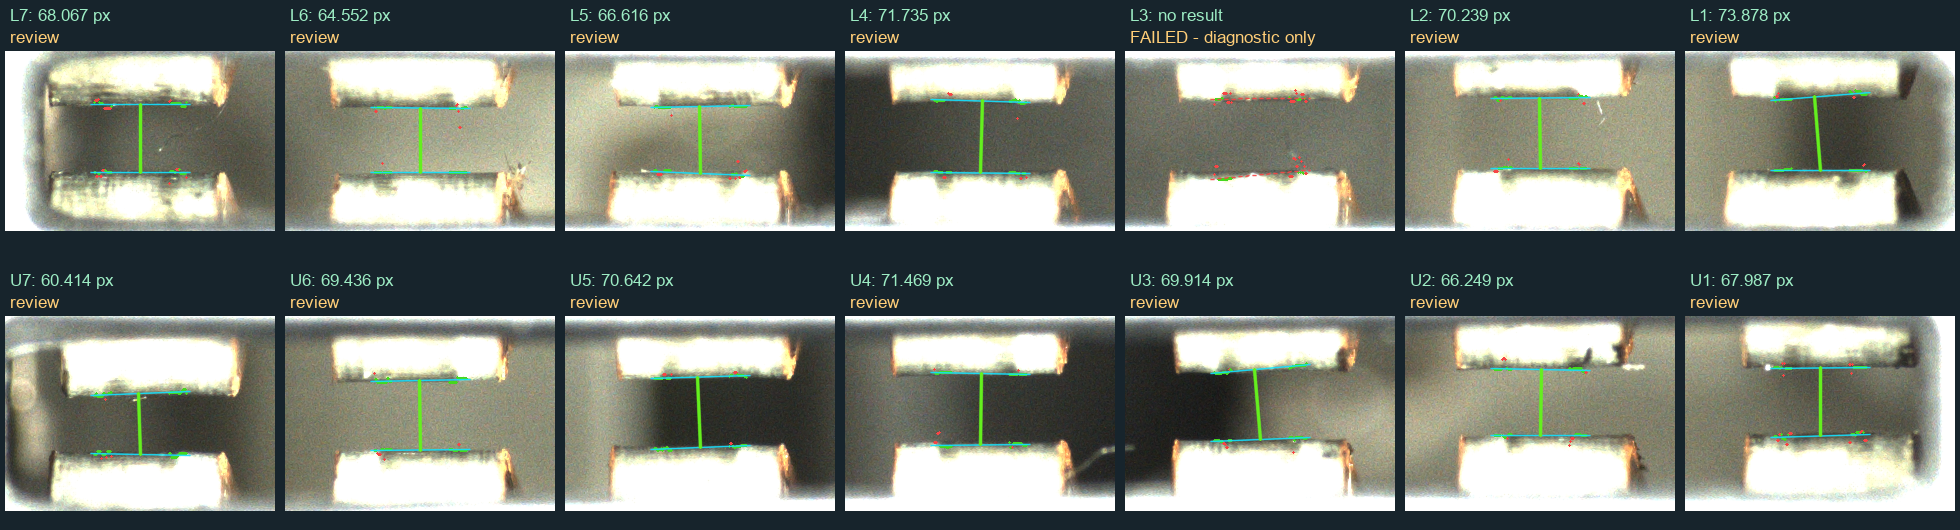 L7: 68.067 px
review
L6: 64.552 px
review
L5: 66.616 px
review
L4: 71.735 px
review
L3: no result
FAILED - diagnostic only
L2: 70.239 px
review
L1: 73.878 px
review
U7: 60.414 px
review
U6: 69.436 px
review
U5: 70.642 px
review
U4: 71.469 px
review
U3: 69.914 px
review
U2: 66.249 px
review
U1: 67.987 px
review